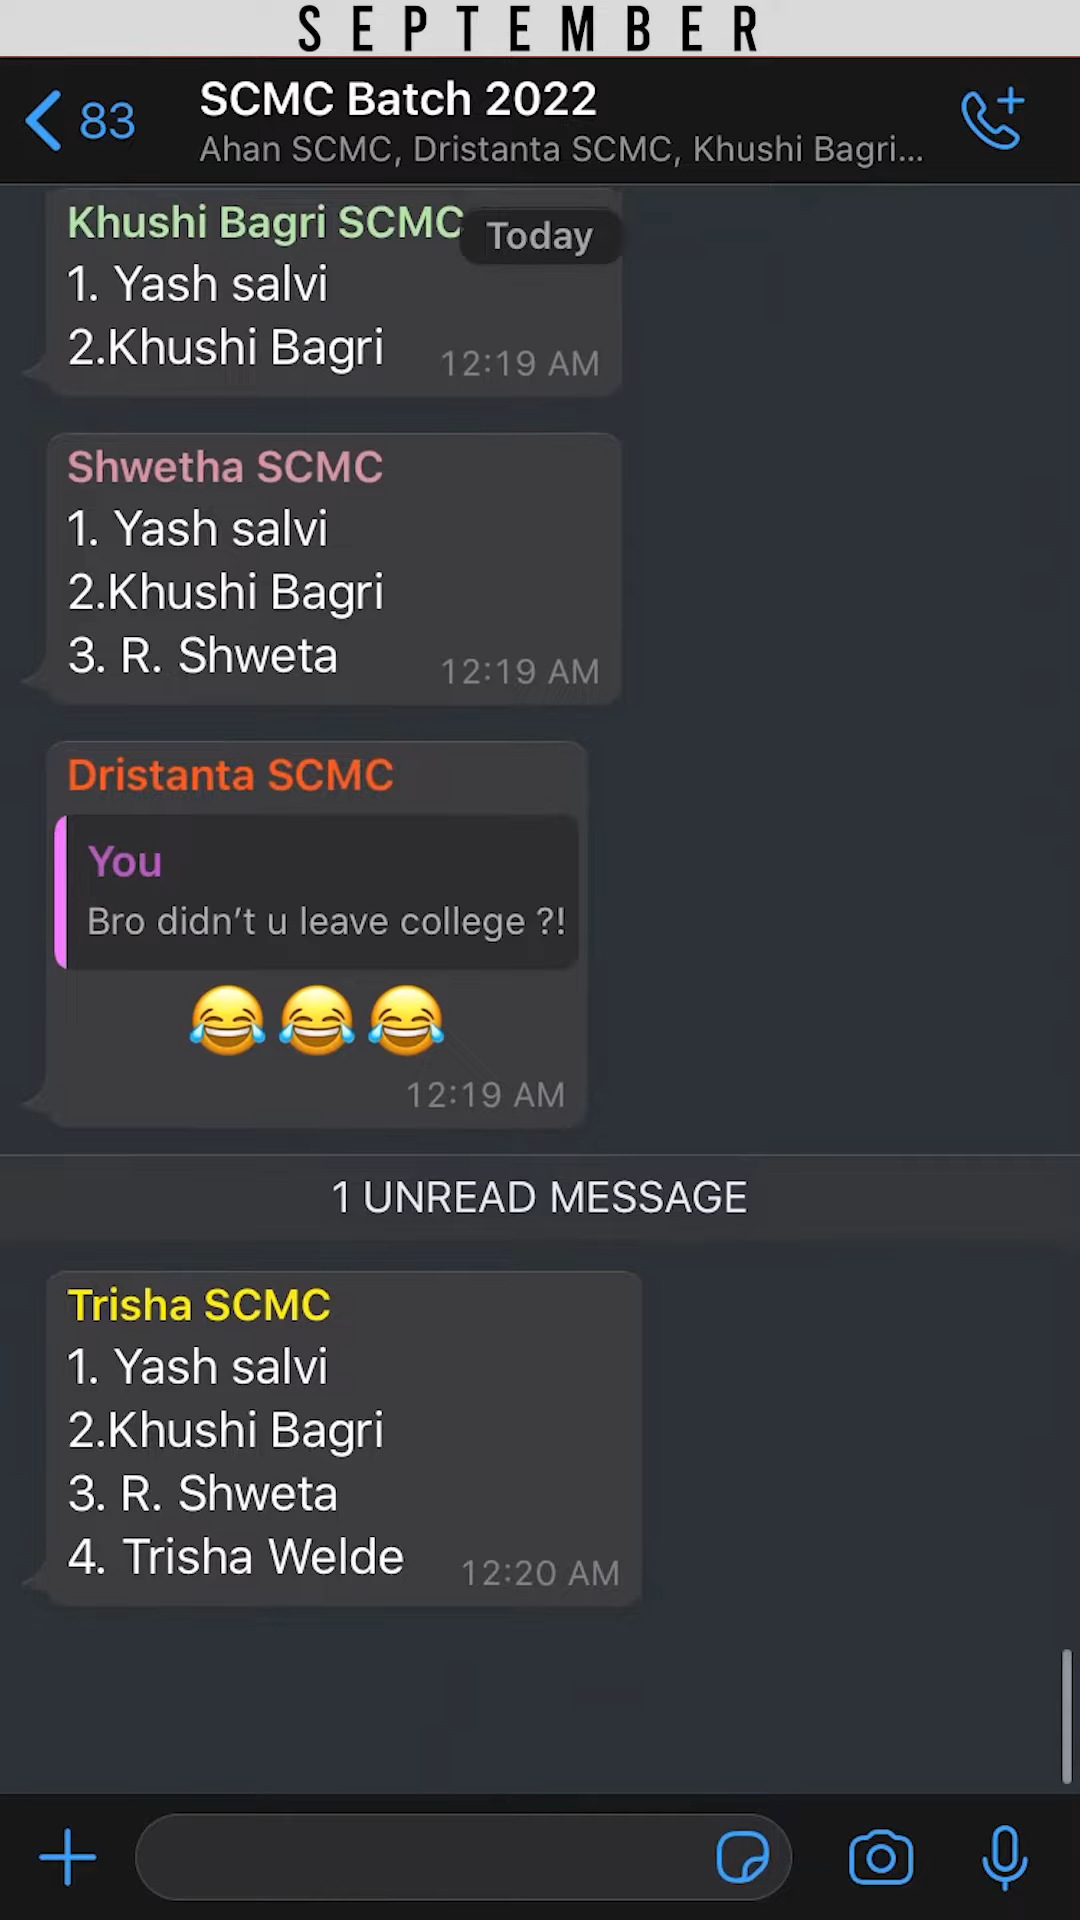 SEPTEMBER
83
SCMC Batch 2022
Ahan SCMC, Dristanta SCMC, Khushi Bagri...
Khushi Bagri SCMC
Today
1. Yash salvi
2.Khushi Bagri
12:19 AM
Shwetha SCMC
1. Yash salvi
2.Khushi Bagri
3. R. Shweta
12:19 AM
Dristanta SCMC
You
Bro didn’t u leave college ?!
😂😂😂
12:19 AM
1 UNREAD MESSAGE
Trisha SCMC
1. Yash salvi
2.Khushi Bagri
3. R. Shweta
4. Trisha Welde
12:20 AM